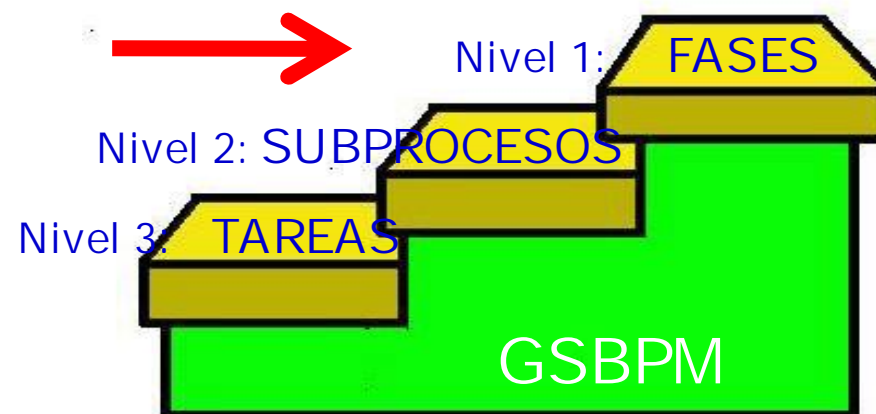 Nivel 1: FASES
Nivel 2: SUBPROCESOS
Nivel 3: TAREAS
GSBPM